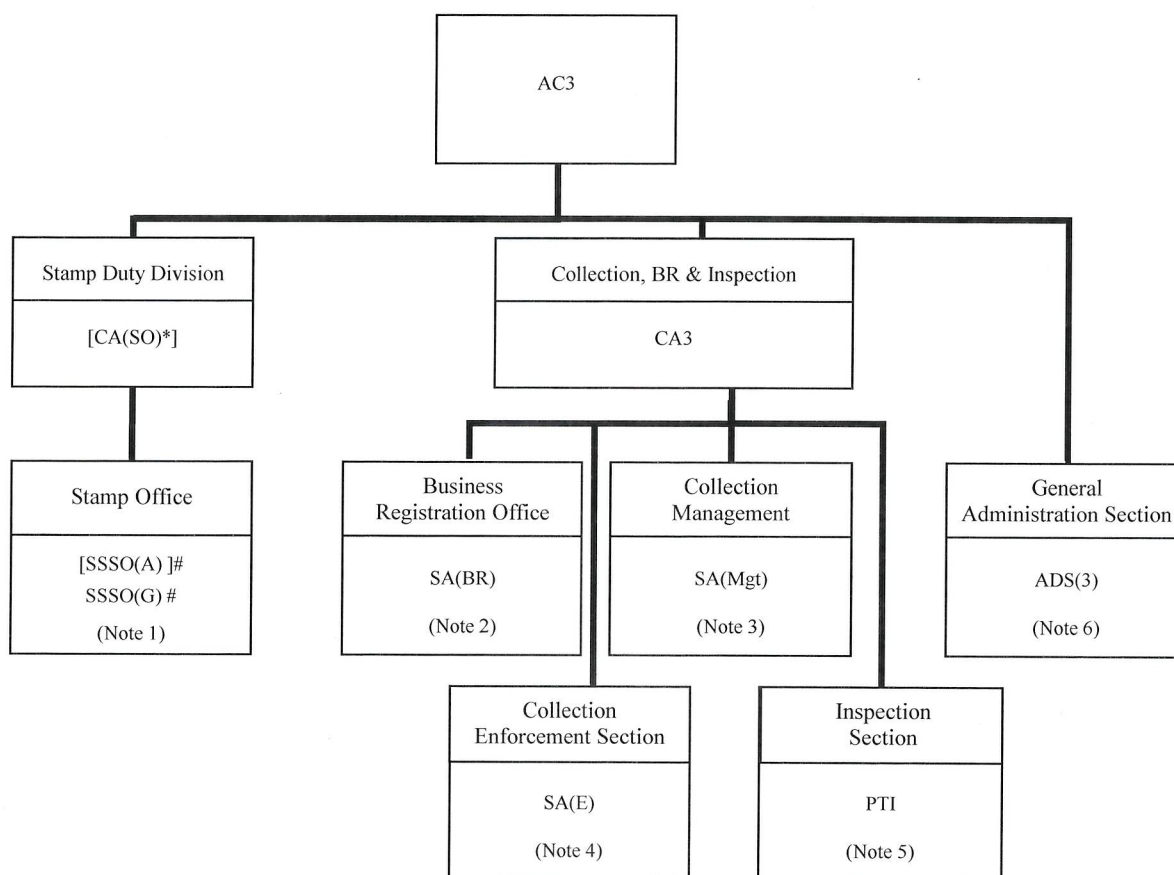 AC3
Stamp Duty Division
[CA(SO)*]
Collection, BR & Inspection
CA3
Stamp Office
[SSSO(A) ]#
SSSO(G) #
(Note 1)
Business
Registration Office
SA(BR)
(Note 2)
Collection
Management
SA(Mgt)
(Note 3)
General
Administration Section
ADS(3)
(Note 6)
Collection
Enforcement Section
SA(E)
(Note 4)
Inspection
Section
PTI
(Note 5)